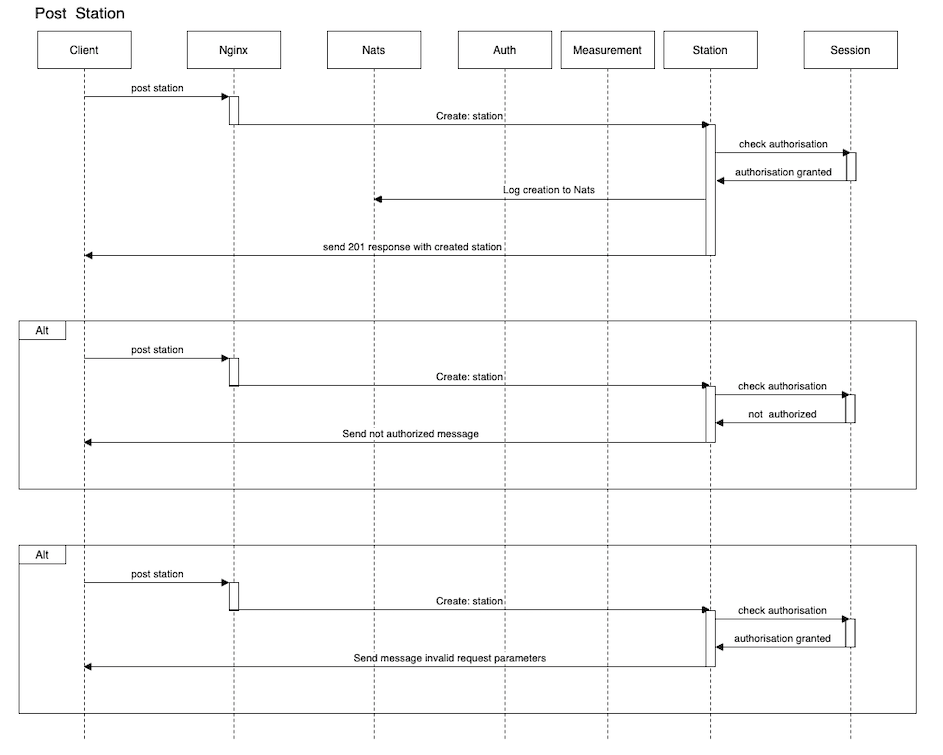 Post Station
Client
Nginx
Nats
Auth
Measurement
Station
Session
post station
Create: station
check authorisation
authorisation granted
Log creation to Nats
send 201 response with created station
Alt
post station
Create: station
check authorisation
not authorized
Send not authorized message
Alt
post station
Create: station
check authorisation
authorisation granted
Send message invalid request parameters